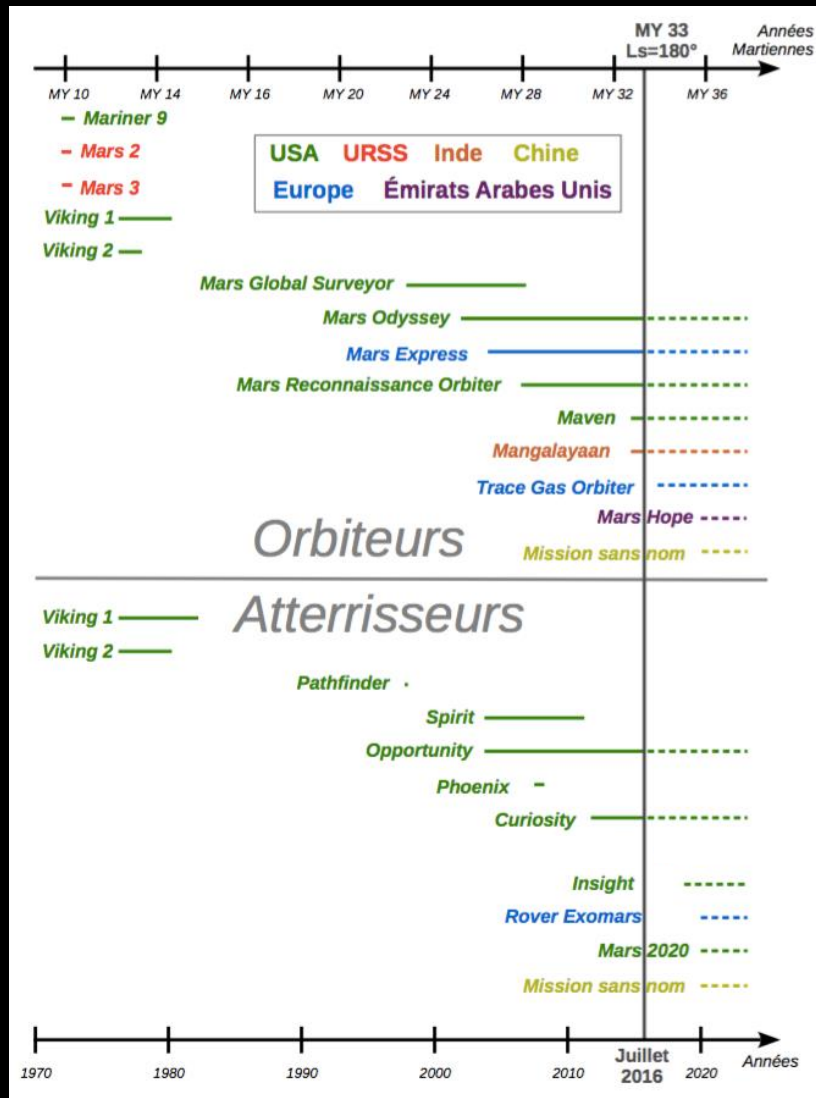 MY 33
Ls=180°
Années
Martiennes
MY 10 MY 14 MY 16 MY 20 MY 24 MY 28 MY 32 MY 36
Mariner 9
Mars 2
Mars 3
USA URSS Inde Chine
Europe Émirats Arabes Unis
Viking 1
Viking 2
Mars Global Surveyor
Mars Odyssey
Mars Express
Mars Reconnaissance Orbiter
Maven
Mangalayaan
Trace Gas Orbiter
Mars Hope
Mission sans nom
Orbiteurs
Atterrisseurs
Viking 1
Viking 2
Pathfinder
Spirit
Opportunity
Phoenix
Curiosity
Insight
Rover Exomars
Mars 2020
Mission sans nom
1970 1980 1990 2000 2010 2020
Juillet
2016
Années